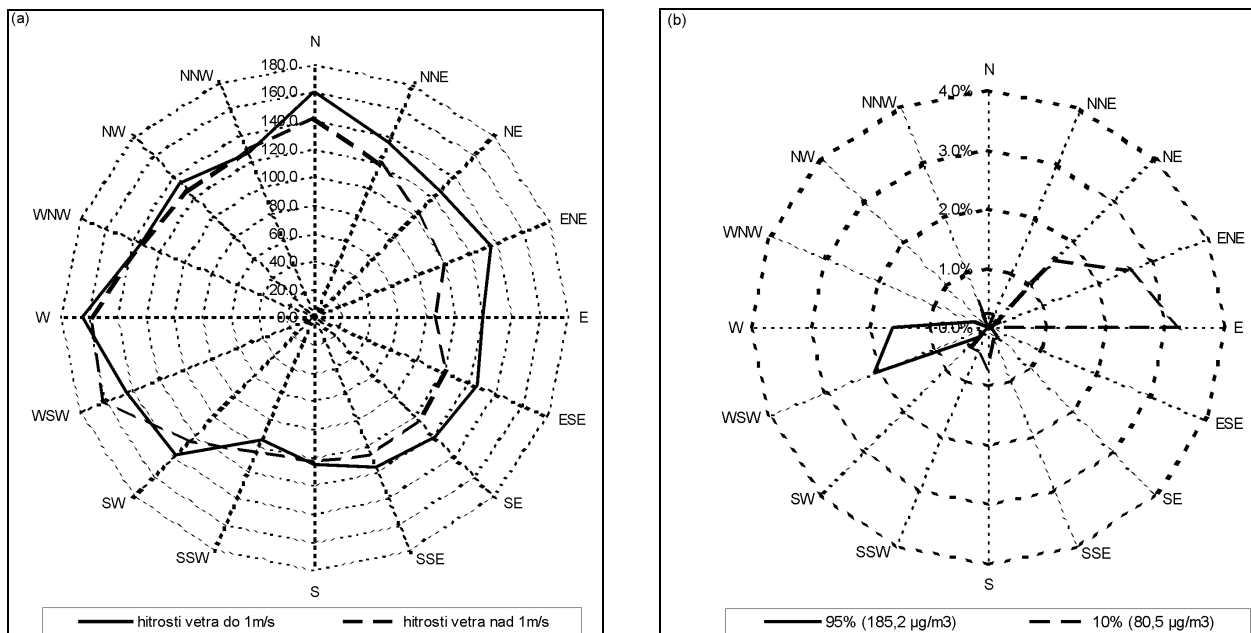 (a)
N
NNE
NE
ENE
E
ESE
SE
SSE
S
SSW
SW
WSW
W
WNW
NW
NNW
180.0
160.0
140.0
120.0
100.0
80.0
60.0
40.0
20.0
0.0
hitrosti vetra do 1m/s
hitrosti vetra nad 1m/s
(b)
N
NNE
NE
ENE
E
ESE
SE
SSE
S
SSW
SW
WSW
W
WNW
NW
NNW
4.0%
3.0%
2.0%
1.0%
0.0%
95% (185,2 µg/m3)
10% (80,5 µg/m3)